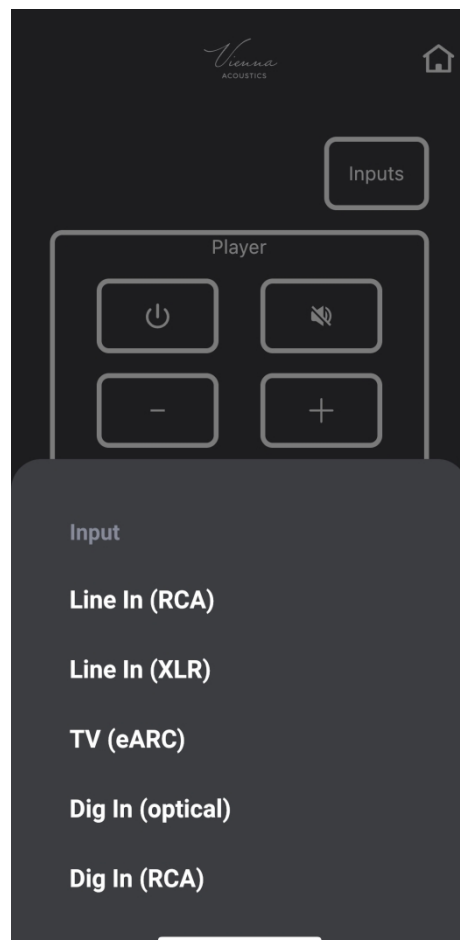 Vienna
ACOUSTICS
Inputs
Player
-
+
Input
Line In (RCA)
Line In (XLR)
TV (eARC)
Dig In (optical)
Dig In (RCA)